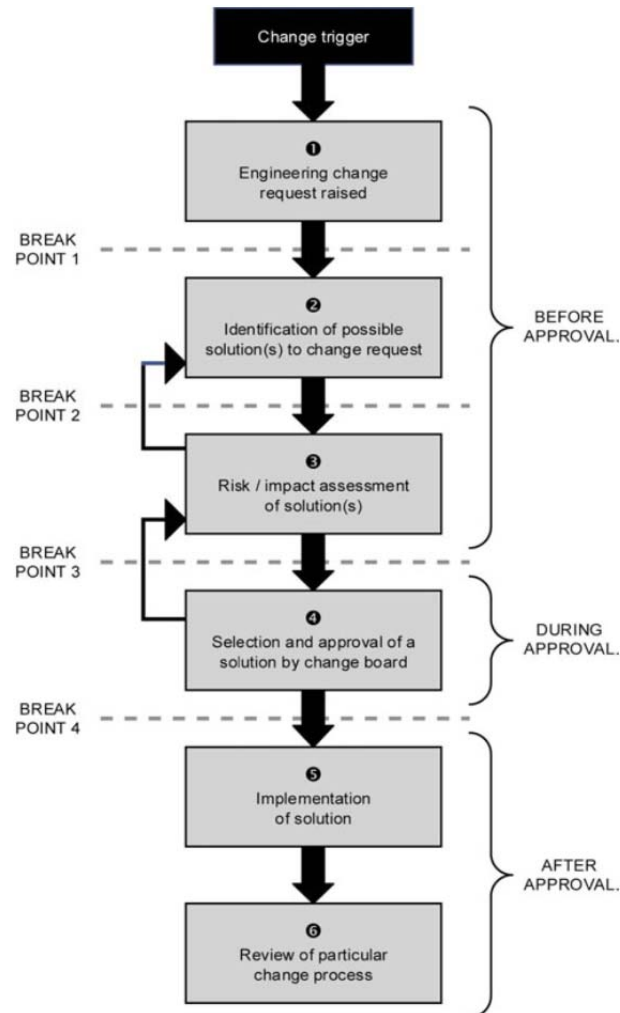 Change trigger
❶
Engineering change
request raised
BREAK
POINT 1
❷
Identification of possible
solution(s) to change request
BEFORE
APPROVAL.
BREAK
POINT 2
❸
Risk / impact assessment
of solution(s)
BREAK
POINT 3
❹
Selection and approval of a
solution by change board
DURING
APPROVAL.
BREAK
POINT 4
❺
Implementation
of solution
AFTER
APPROVAL.
❻
Review of particular
change process